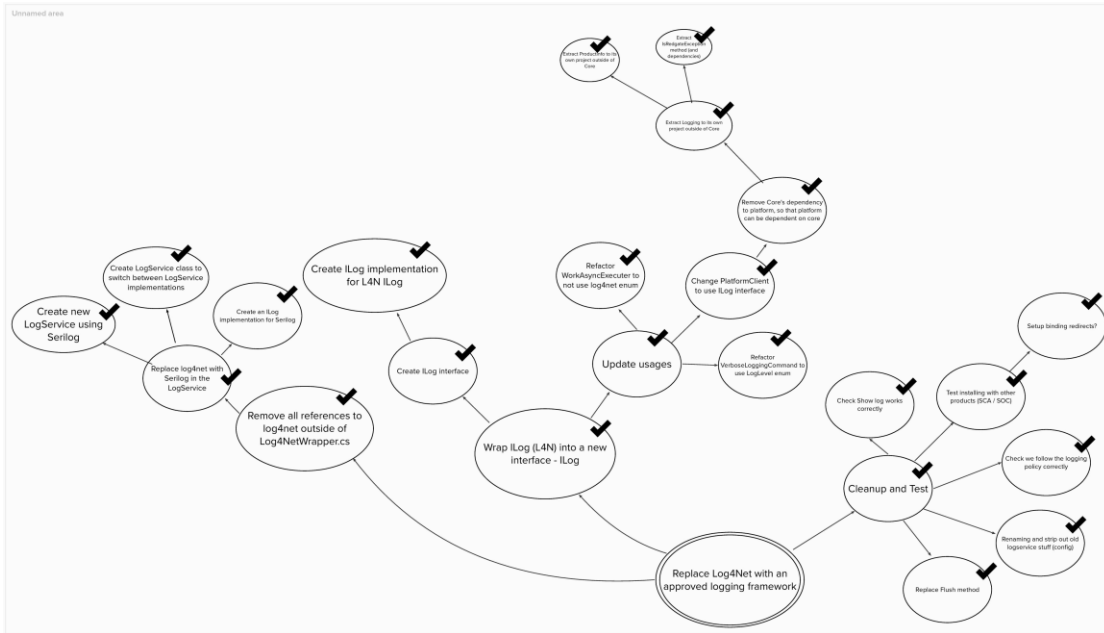 Unnamed area
Extract ProductInfo to its
own project outside of
Core
Extract
IsRedgateException
method (and
dependencies)
Extract Logging to its own
project outside of Core
Remove Core's dependency
to platform, so that platform
can be dependent on core
Create LogService class to
switch between LogService
implementations
Create ILog implementation
for L4N ILog
Refactor
WorkAsyncExecuter to
not use log4net enum
Change PlatformClient
to use ILog interface
Create new
LogService using
Serilog
Create an ILog
implementation for Serilog
Setup binding redirects?
Replace log4net with
Serilog in the
LogService
Create ILog interface
Update usages
Refactor
VerboseLoggingCommand
to use LogLevel enum
Test installing with other
products (SCA / SOC)
Check Show log works
correctly
Remove all references to
log4net outside of
Log4NetWrapper.cs
Wrap ILog (L4N) into a new
interface - ILog
Check we follow the logging
policy correctly
Cleanup and Test
Renaming and strip out old
logservice stuff (config)
Replace Log4Net with an
approved logging framework
Replace Flush method